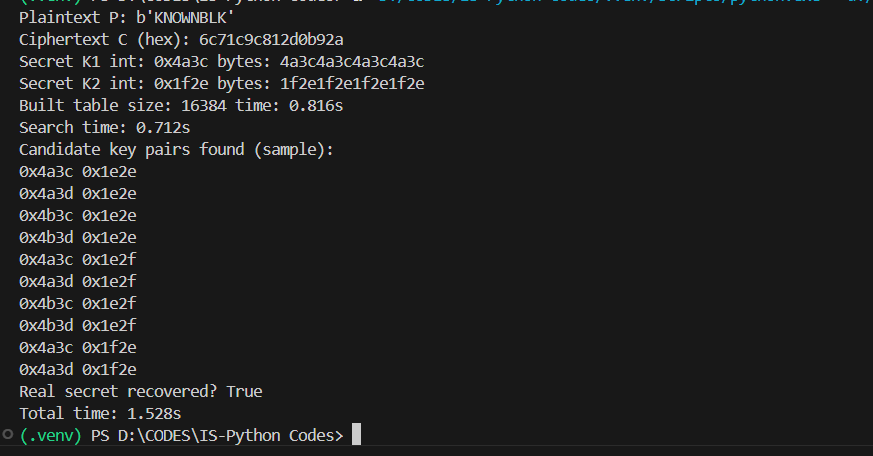 Plaintext P: b'KNOWNBLK'
Ciphertext C (hex): 6c71c9c812d0b92a
Secret K1 int: 0x4a3c bytes: 4a3c4a3c4a3c4a3c
Secret K2 int: 0x1f2e bytes: 1f2e1f2e1f2e1f2e
Built table size: 16384 time: 0.816s
Search time: 0.712s
Candidate key pairs found (sample):
0x4a3c 0x1e2e
0x4a3d 0x1e2e
0x4b3c 0x1e2e
0x4b3d 0x1e2e
0x4a3c 0x1e2f
0x4a3d 0x1e2f
0x4b3c 0x1e2f
0x4b3d 0x1e2f
0x4a3c 0x1f2e
0x4a3d 0x1f2e
Real secret recovered? True
Total time: 1.528s
(.venv) PS D:\CODES\IS-Python Codes>